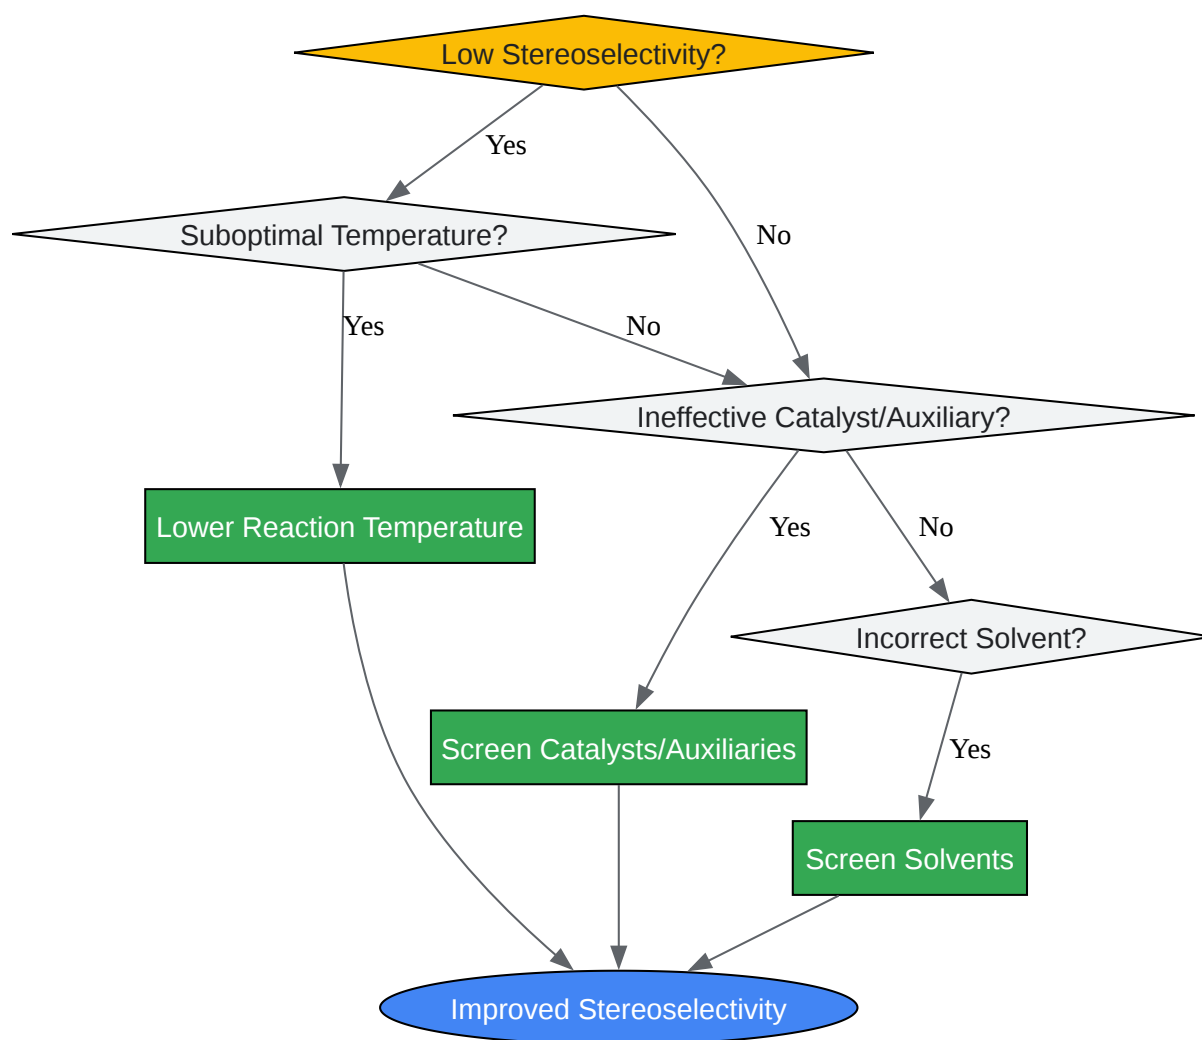 Low Stereoselectivity?
Yes
Suboptimal Temperature?
No
Yes
No
Ineffective Catalyst/Auxiliary?
Lower Reaction Temperature
Yes
No
Incorrect Solvent?
Screen Catalysts/Auxiliaries
Yes
Screen Solvents
Improved Stereoselectivity